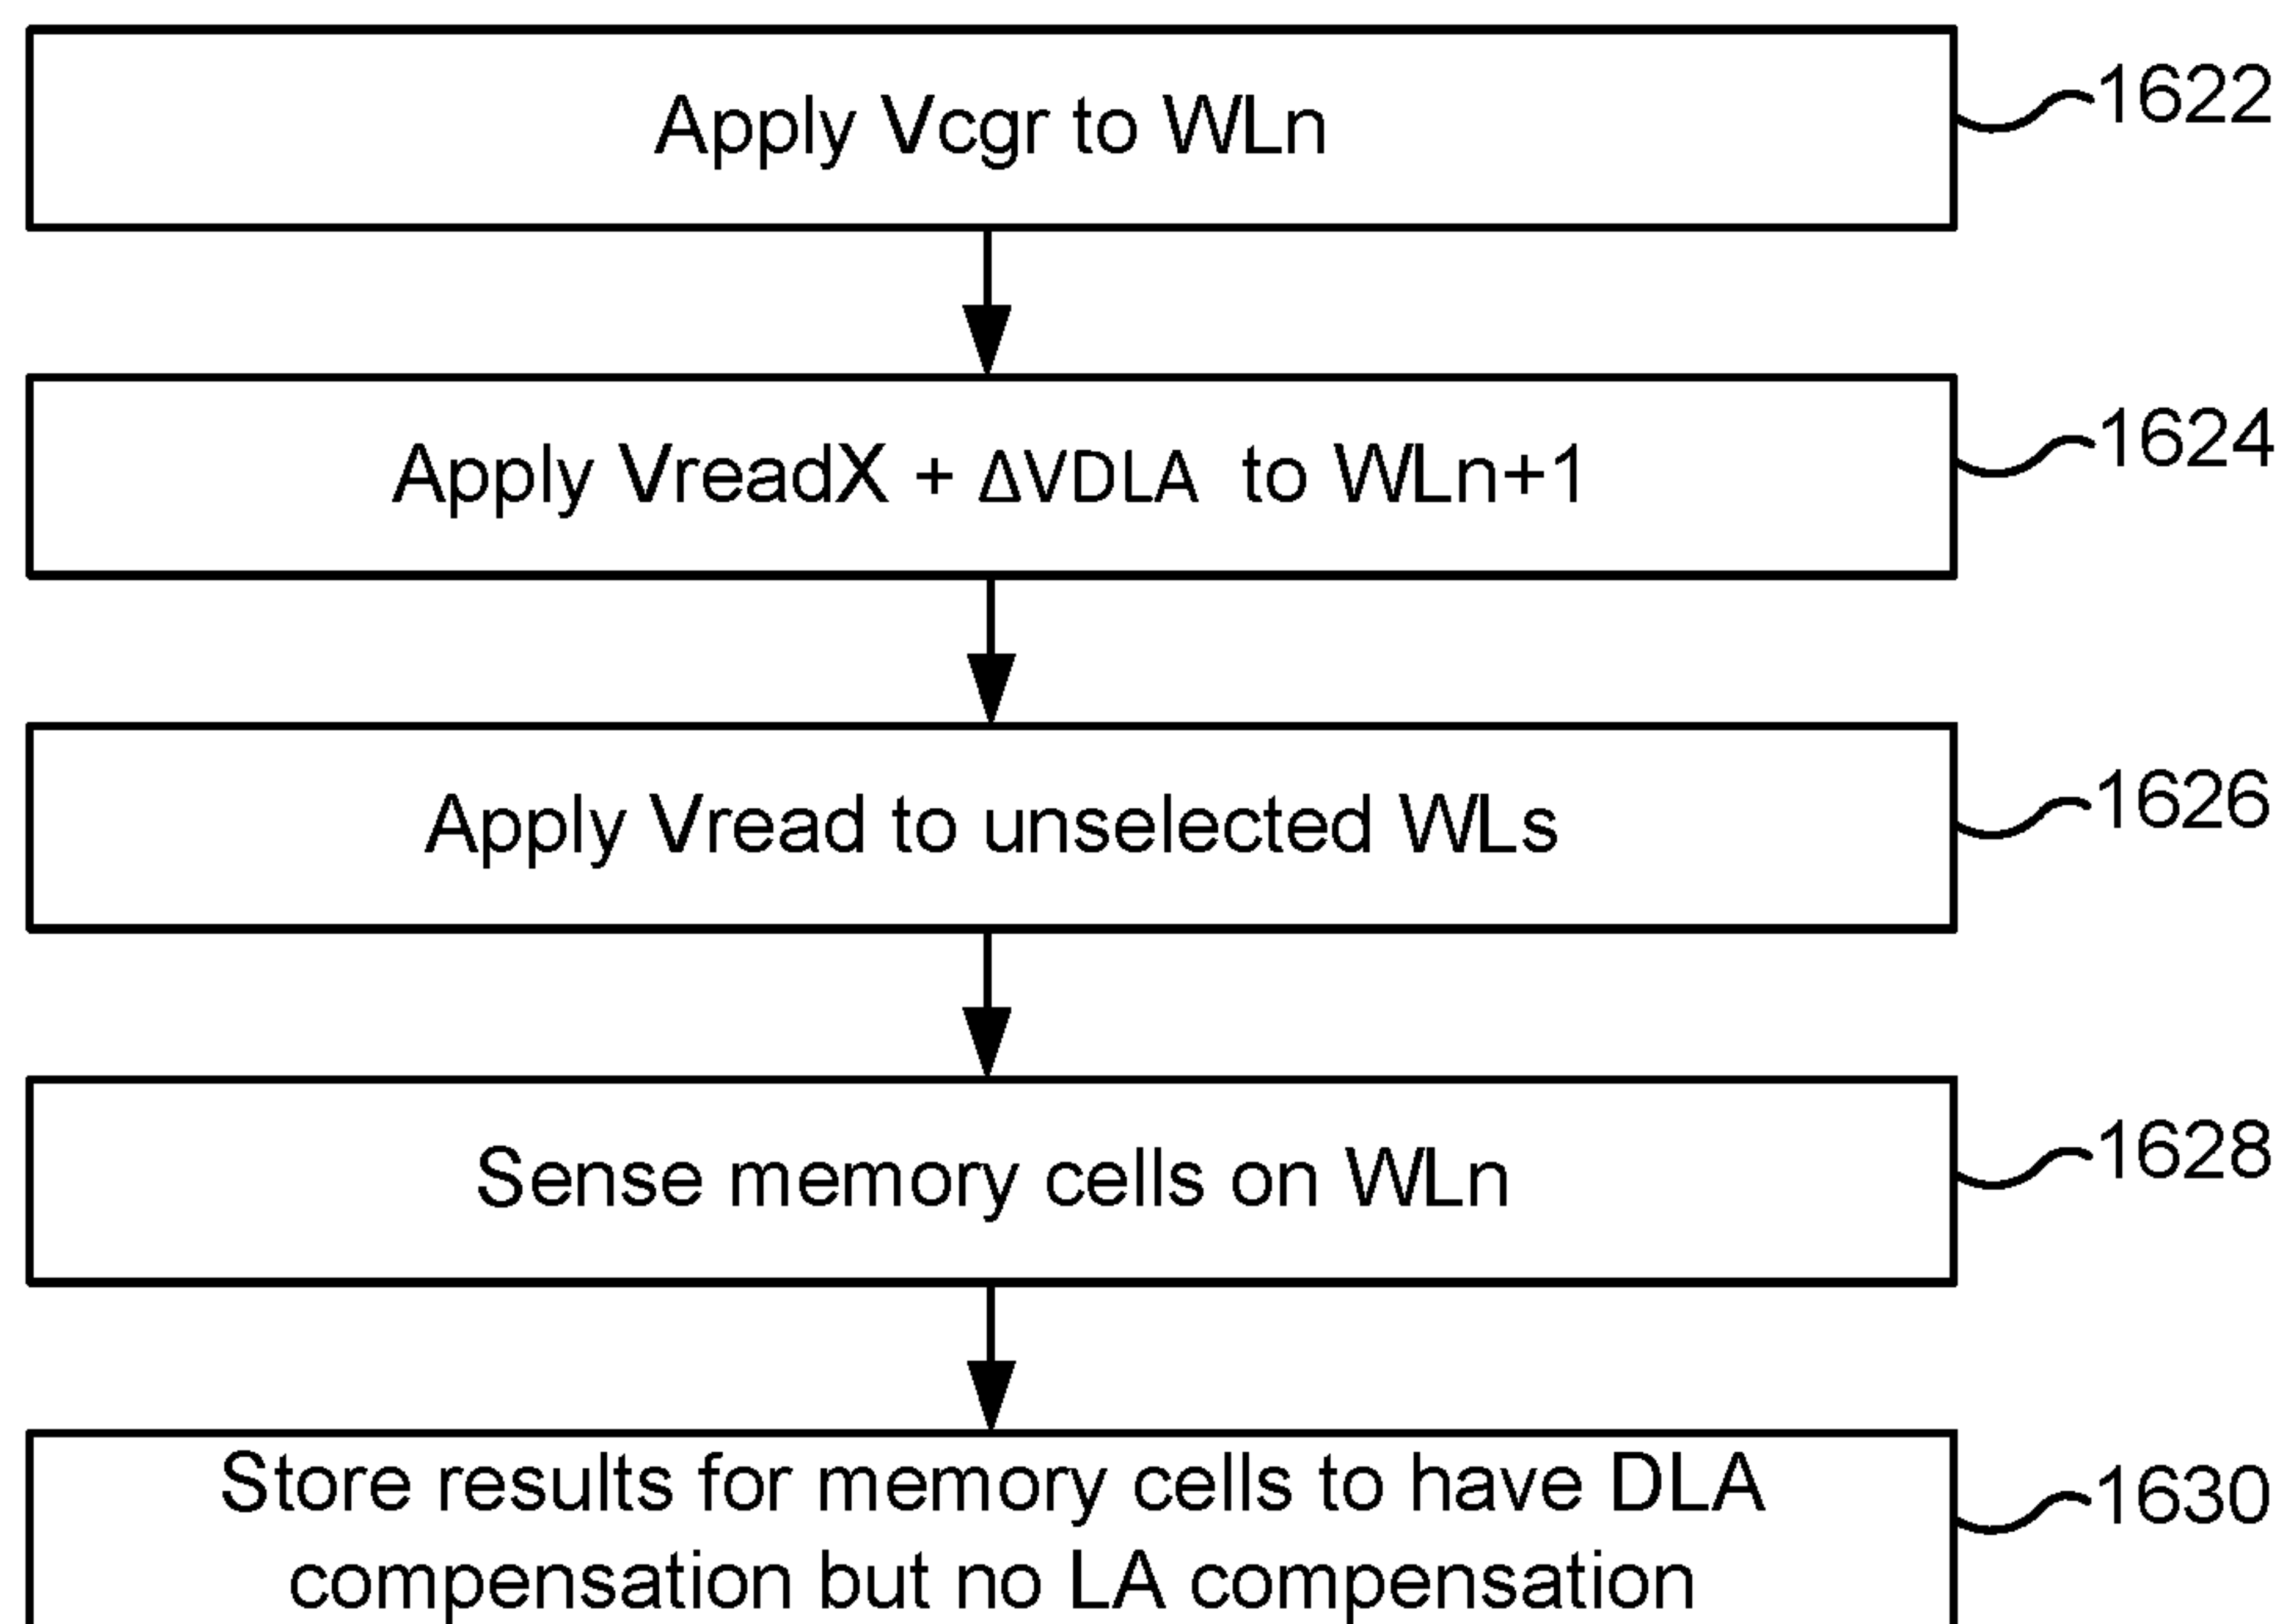 Apply Vcgr to WLn
1622
Apply VreadX + ΔVDLA to WLn+1
1624
Apply Vread to unselected WLs
1626
Sense memory cells on WLn
1628
Store results for memory cells to have DLA
compensation but no LA compensation
1630